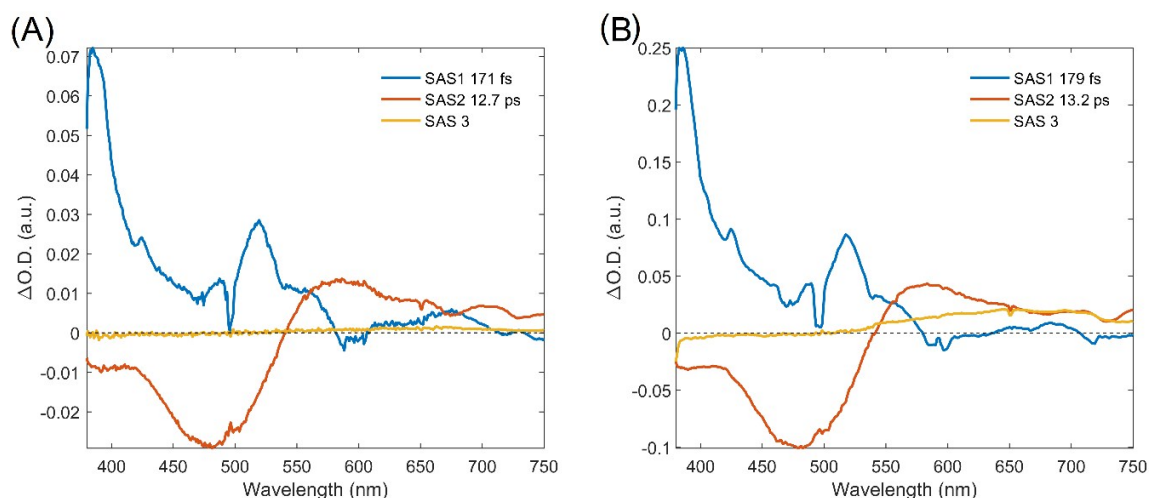 (A)
0.07
0.06
0.05
0.04
0.03
0.02
0.01
0
-0.01
-0.02
ΔO.D. (a.u.)
SAS1 171 fs
SAS2 12.7 ps
SAS 3
400 450 500 550 600 650 700 750
Wavelength (nm)
(B)
0.25
0.2
0.15
0.1
0.05
0
-0.05
-0.1
ΔO.D. (a.u.)
SAS1 179 fs
SAS2 13.2 ps
SAS 3
400 450 500 550 600 650 700 750
Wavelength (nm)